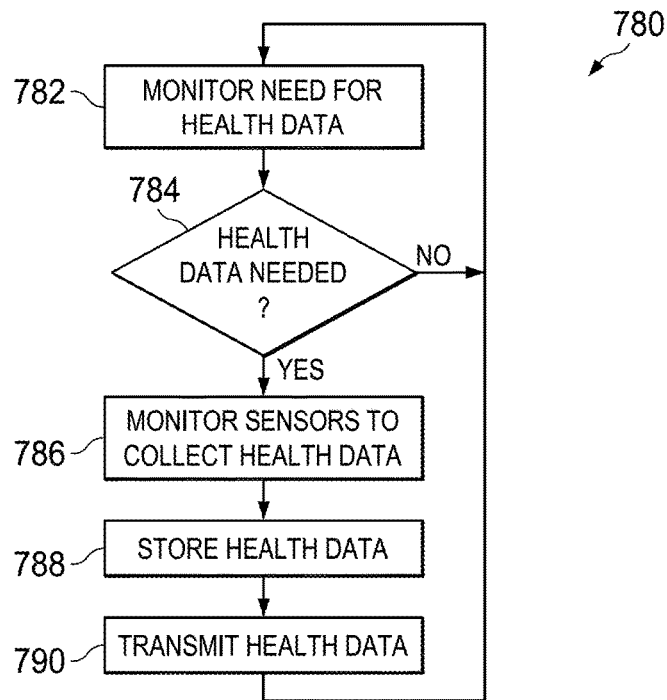 780
782
MONITOR NEED FOR
HEALTH DATA
784
HEALTH
DATA NEEDED
?
NO
YES
786
MONITOR SENSORS TO
COLLECT HEALTH DATA
788
STORE HEALTH DATA
790
TRANSMIT HEALTH DATA